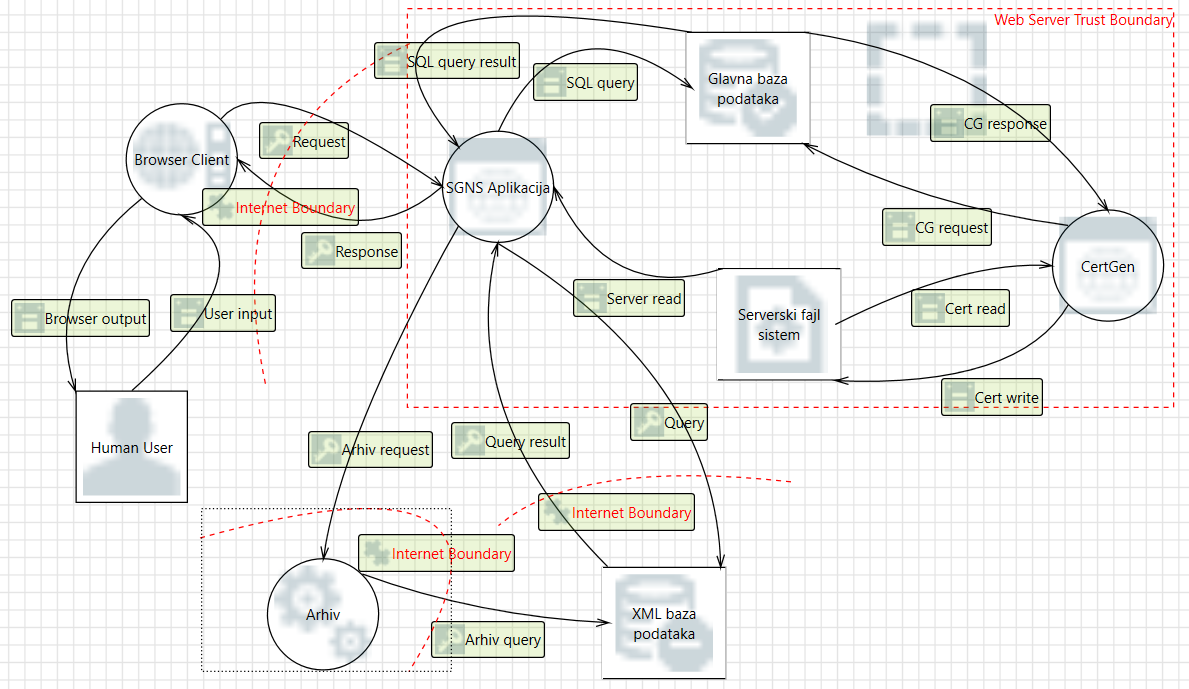 Web Server Trust Boundary
SQL query result
SQL query
Glavna baza
podataka
CG response
Browser Client
Request
SGNS Aplikacija
Internet Boundary
CG request
Response
CertGen
Server read
Cert read
Serverski fajl
sistem
Browser output
User input
Cert write
Query
Human User
Arhiv request
Query result
Internet Boundary
Internet Boundary
Arhiv
XML baza
podataka
Arhiv query